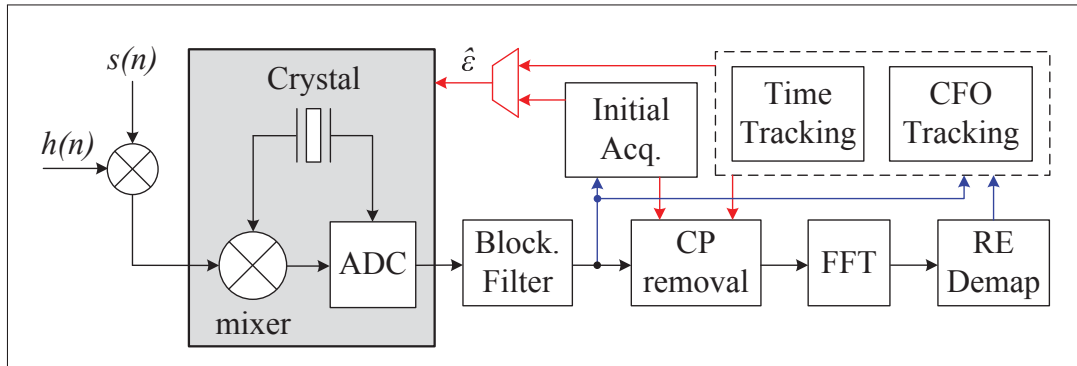 s(n)
h(n)
Crystal
mixer
ADC
ε̂
Block.
Filter
Initial
Acq.
Time
Tracking
CFO
Tracking
CP
removal
FFT
RE
Demap